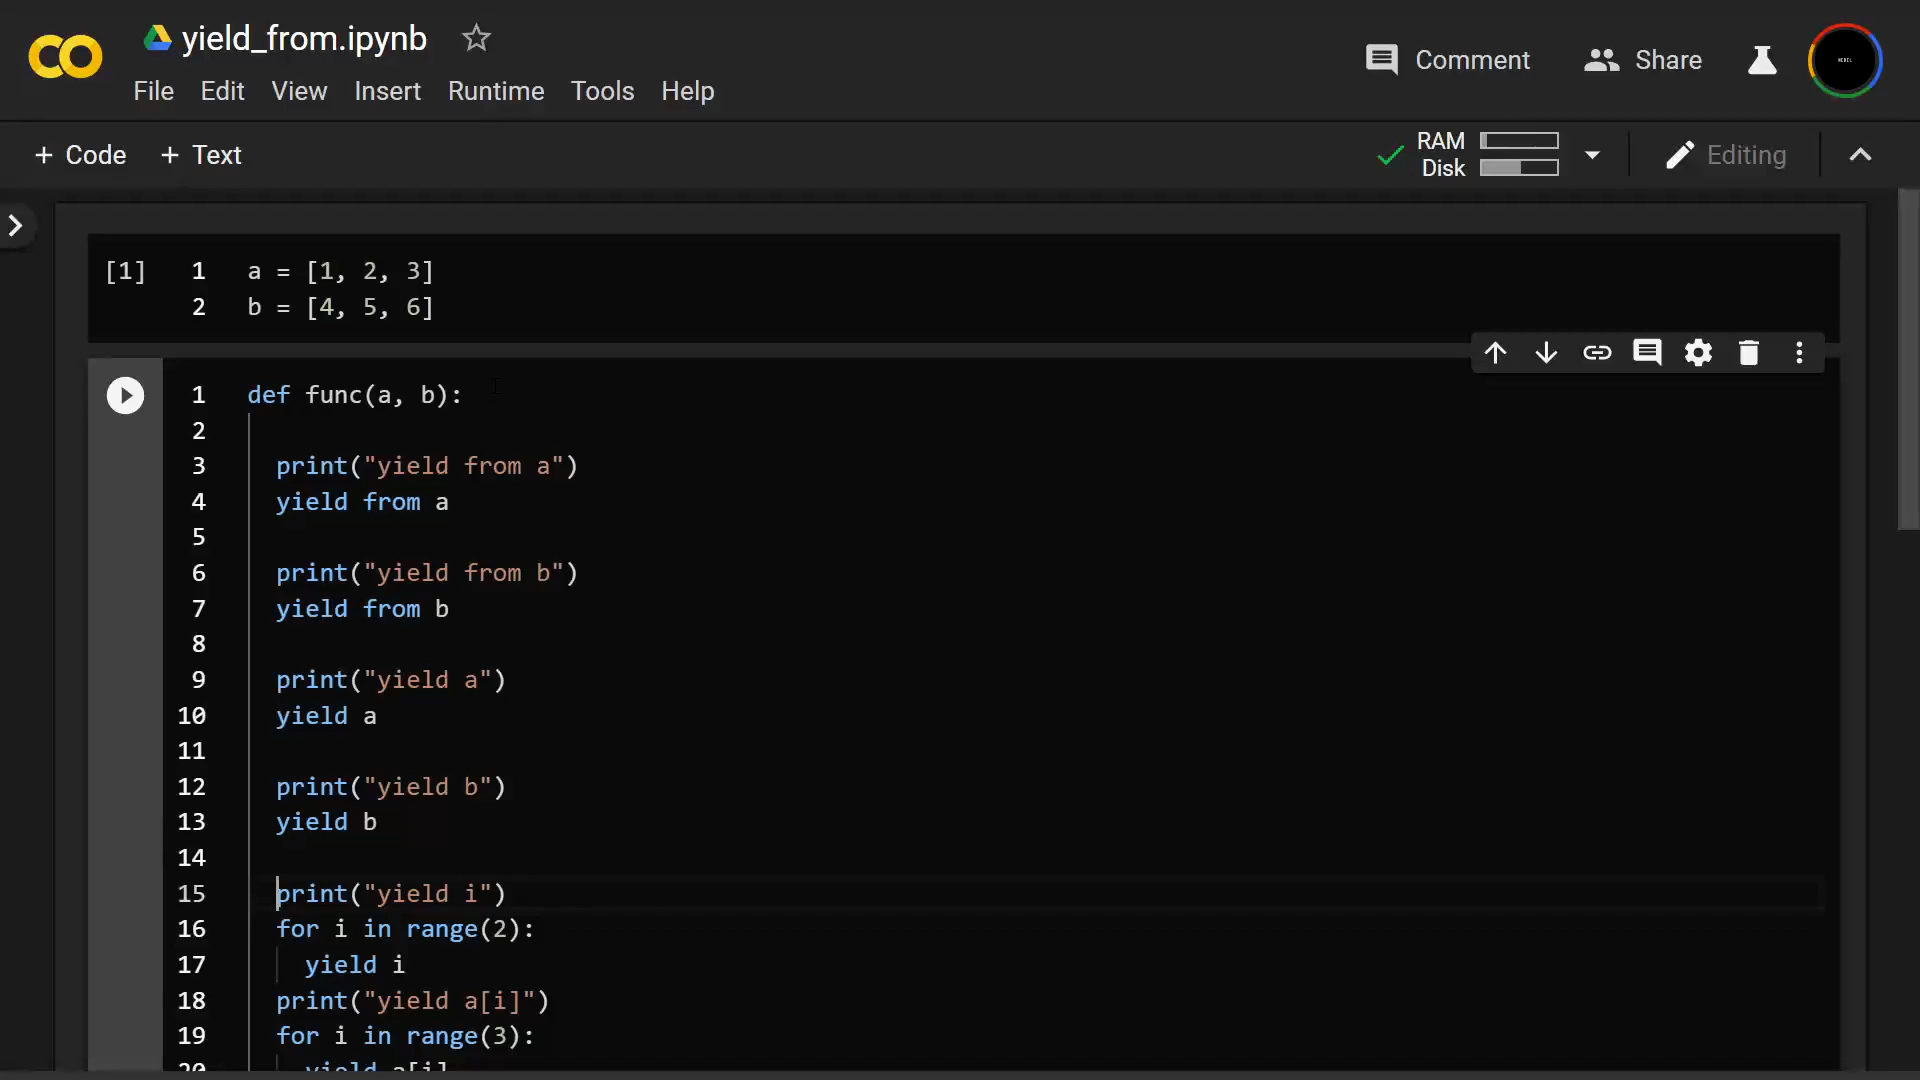 yield_from.ipynb
File Edit View Insert Runtime Tools Help
Comment Share
+ Code + Text
RAM
Disk
Editing
[1] 1 a = [1, 2, 3]
2 b = [4, 5, 6]
1 def func(a, b):
2
3 print("yield from a")
4 yield from a
5
6 print("yield from b")
7 yield from b
8
9 print("yield a")
10 yield a
11
12 print("yield b")
13 yield b
14
15 print("yield i")
16 for i in range(2):
17 yield i
18 print("yield a[i]")
19 for i in range(3):
20 yield a[i]